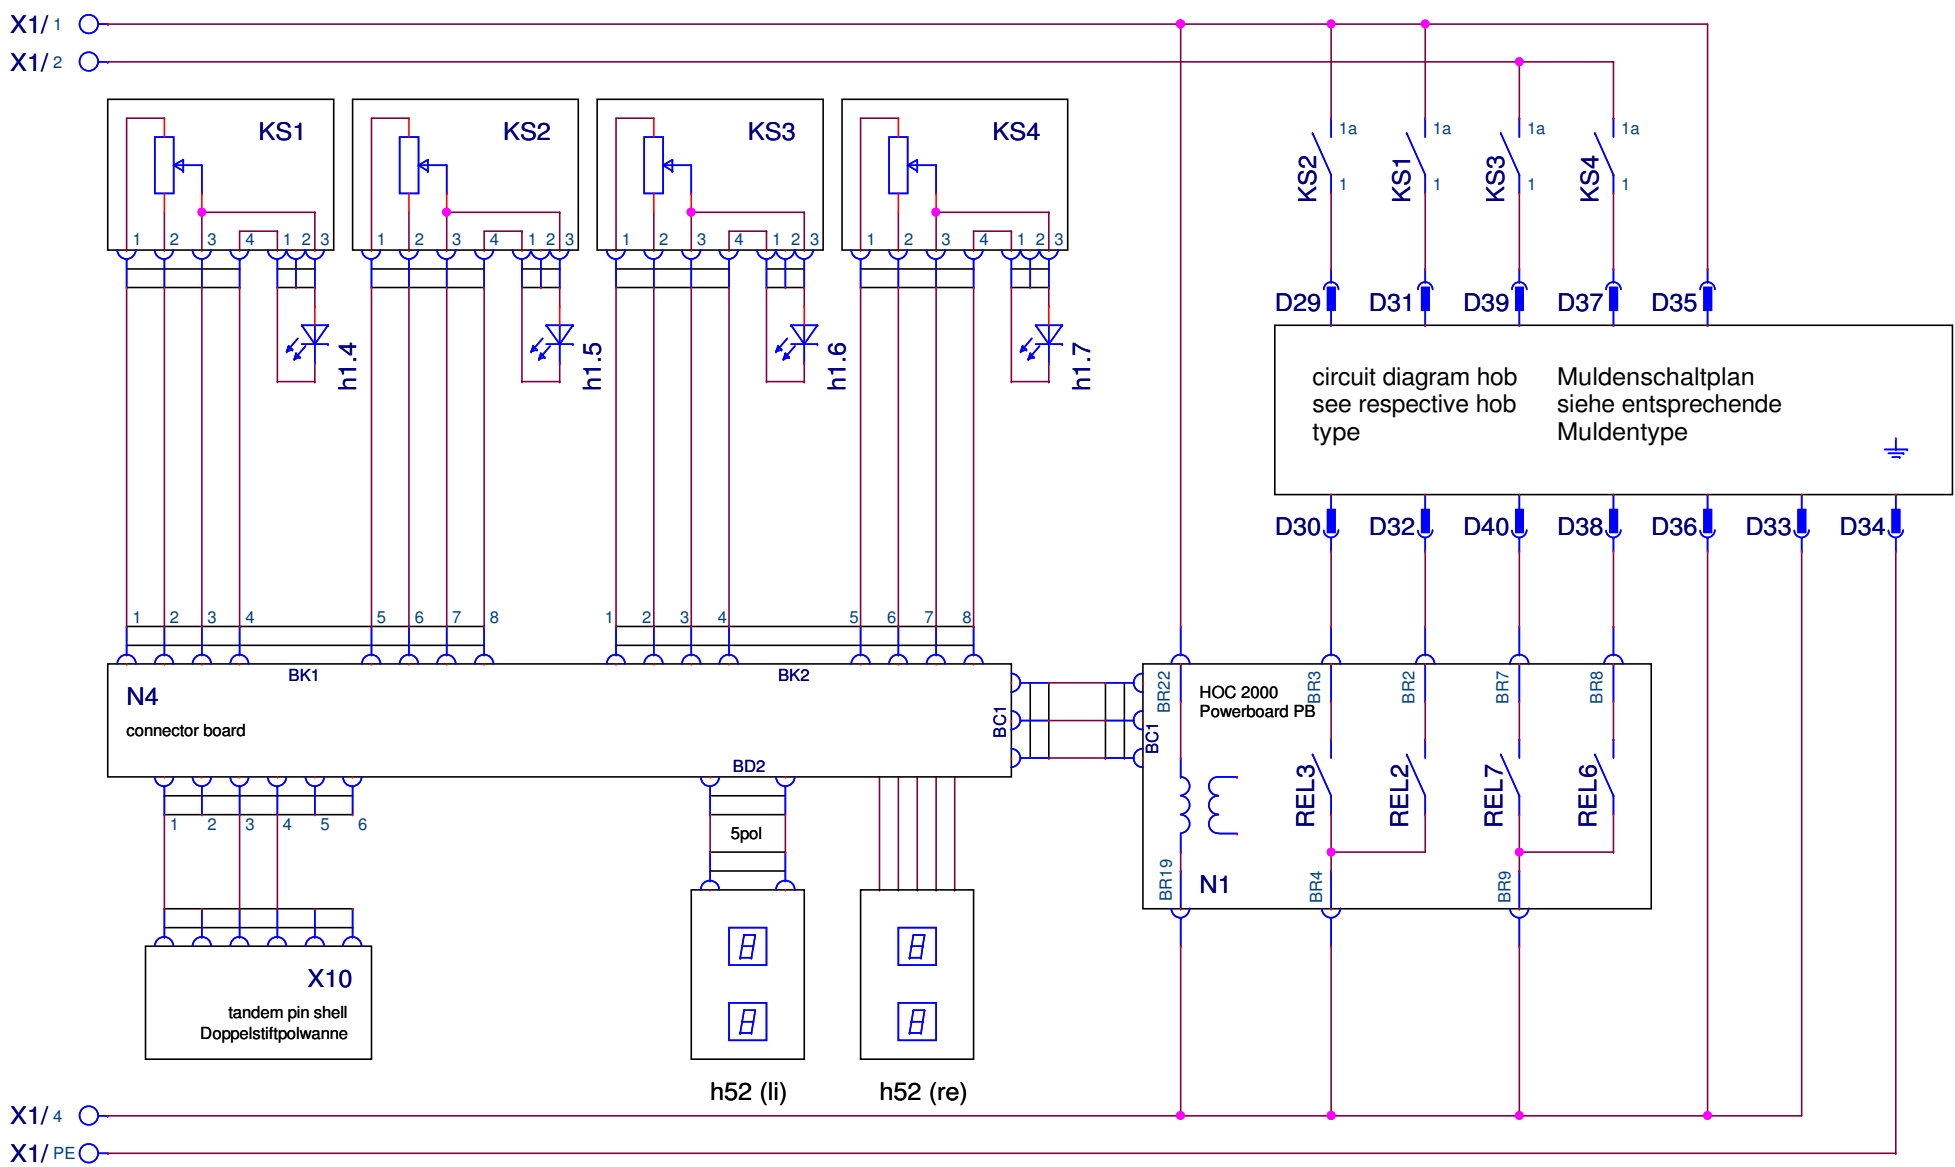 X1/ 1
X1/ 2
KS1
KS2
KS3
KS4
1a 1a 1a 1a
KS2 KS1 KS3 KS4
1 1 1 1
1 2 3 4 1 2 3
1 2 3 4 1 2 3
1 2 3 4 1 2 3
1 2 3 4 1 2 3
D29 D31 D39 D37 D35
h1.4
h1.5
h1.6
h1.7
circuit diagram hob
see respective hob
type
Muldenschaltplan
siehe entsprechende
Muldentype
D30 D32 D40 D38 D36 D33 D34
1 2 3 4 5 6 7 8
1 2 3 4 5 6 7 8
BK1
BK2
N4
connector board
BC1
BD2
BC1
BR22
HOC 2000
Powerboard PB
BR3
BR2
BR7
BR8
REL3
REL2
REL7
REL6
BR19
N1
BR4
BR9
1 2 3 4 5 6
5pol
X10
tandem pin shell
Doppelstiftpolwanne
8
8
8
8
h52 (li)
h52 (re)
X1/ 4
X1/ PE